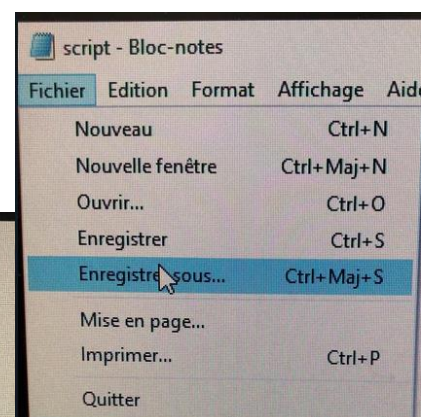 script - Bloc-notes
Fichier Edition Format Affichage Aide
Nouveau Ctrl+N
Nouvelle fenêtre Ctrl+Maj+N
Ouvrir... Ctrl+O
Enregistrer Ctrl+S
Enregistrer sous... Ctrl+Maj+S
Mise en page...
Imprimer... Ctrl+P
Quitter